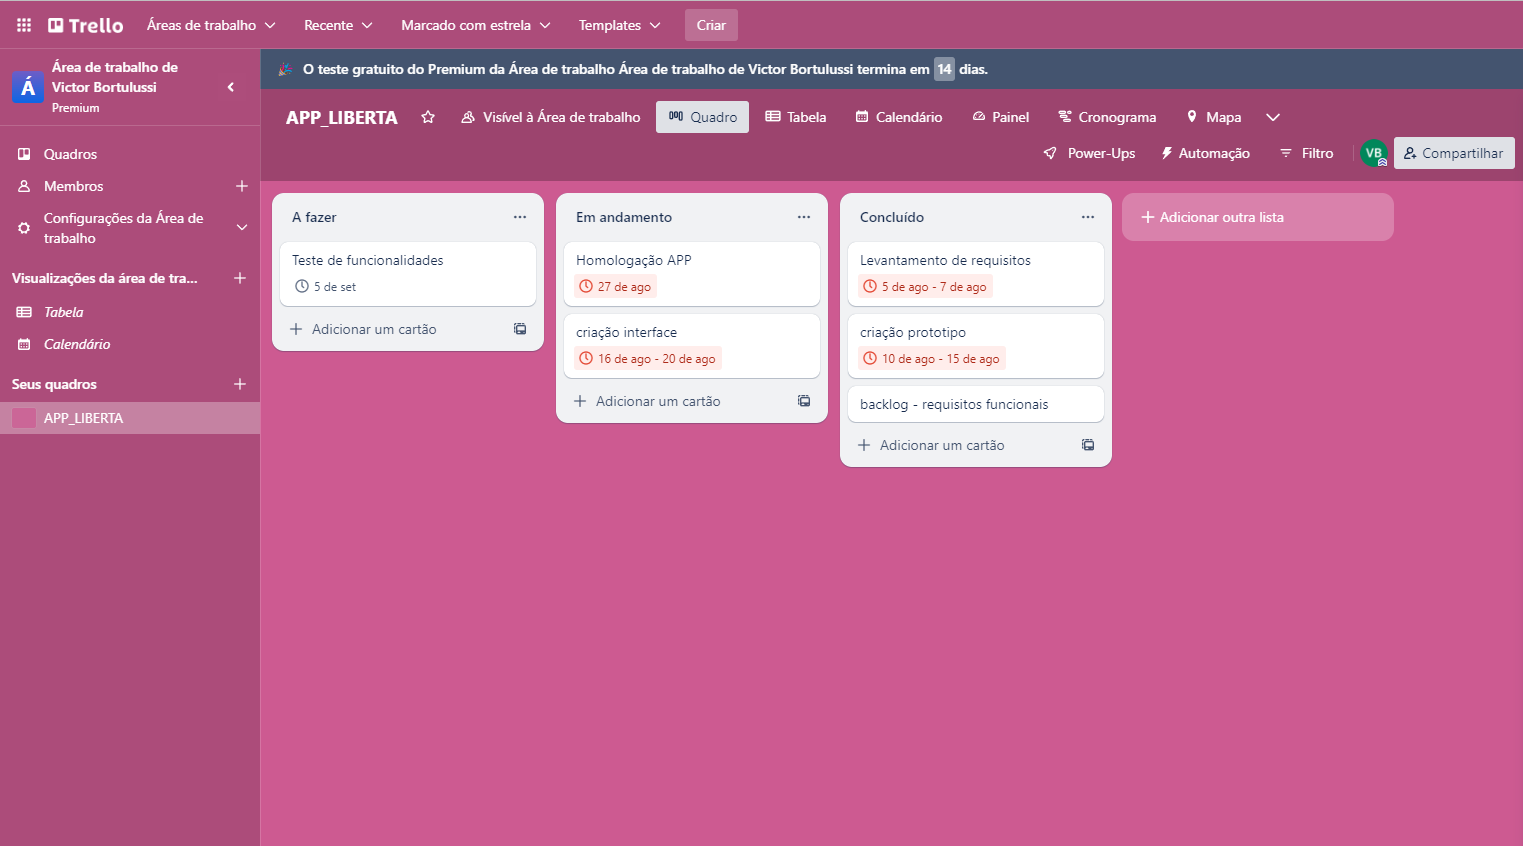 Trello
Áreas de trabalho
Recente
Marcado com estrela
Templates
Criar
Á
Área de trabalho de
Victor Bortulussi
Premium
Quadros
Membros
Configurações da Área de
trabalho
Visualizações da área de tra...
Tabela
Calendário
Seus quadros
APP_LIBERTA
O teste gratuito do Premium da Área de trabalho Área de trabalho de Victor Bortulussi termina em 14 dias.
APP_LIBERTA
Visível à Área de trabalho
Quadro
Tabela
Calendário
Painel
Cronograma
Mapa
Power-Ups
Automação
Filtro
VB
Compartilhar
A fazer
Teste de funcionalidades
5 de set
Adicionar um cartão
Em andamento
Homologação APP
27 de ago
criação interface
16 de ago - 20 de ago
Adicionar um cartão
Concluído
Levantamento de requisitos
5 de ago - 7 de ago
criação prototipo
10 de ago - 15 de ago
backlog - requisitos funcionais
Adicionar um cartão
Adicionar outra lista